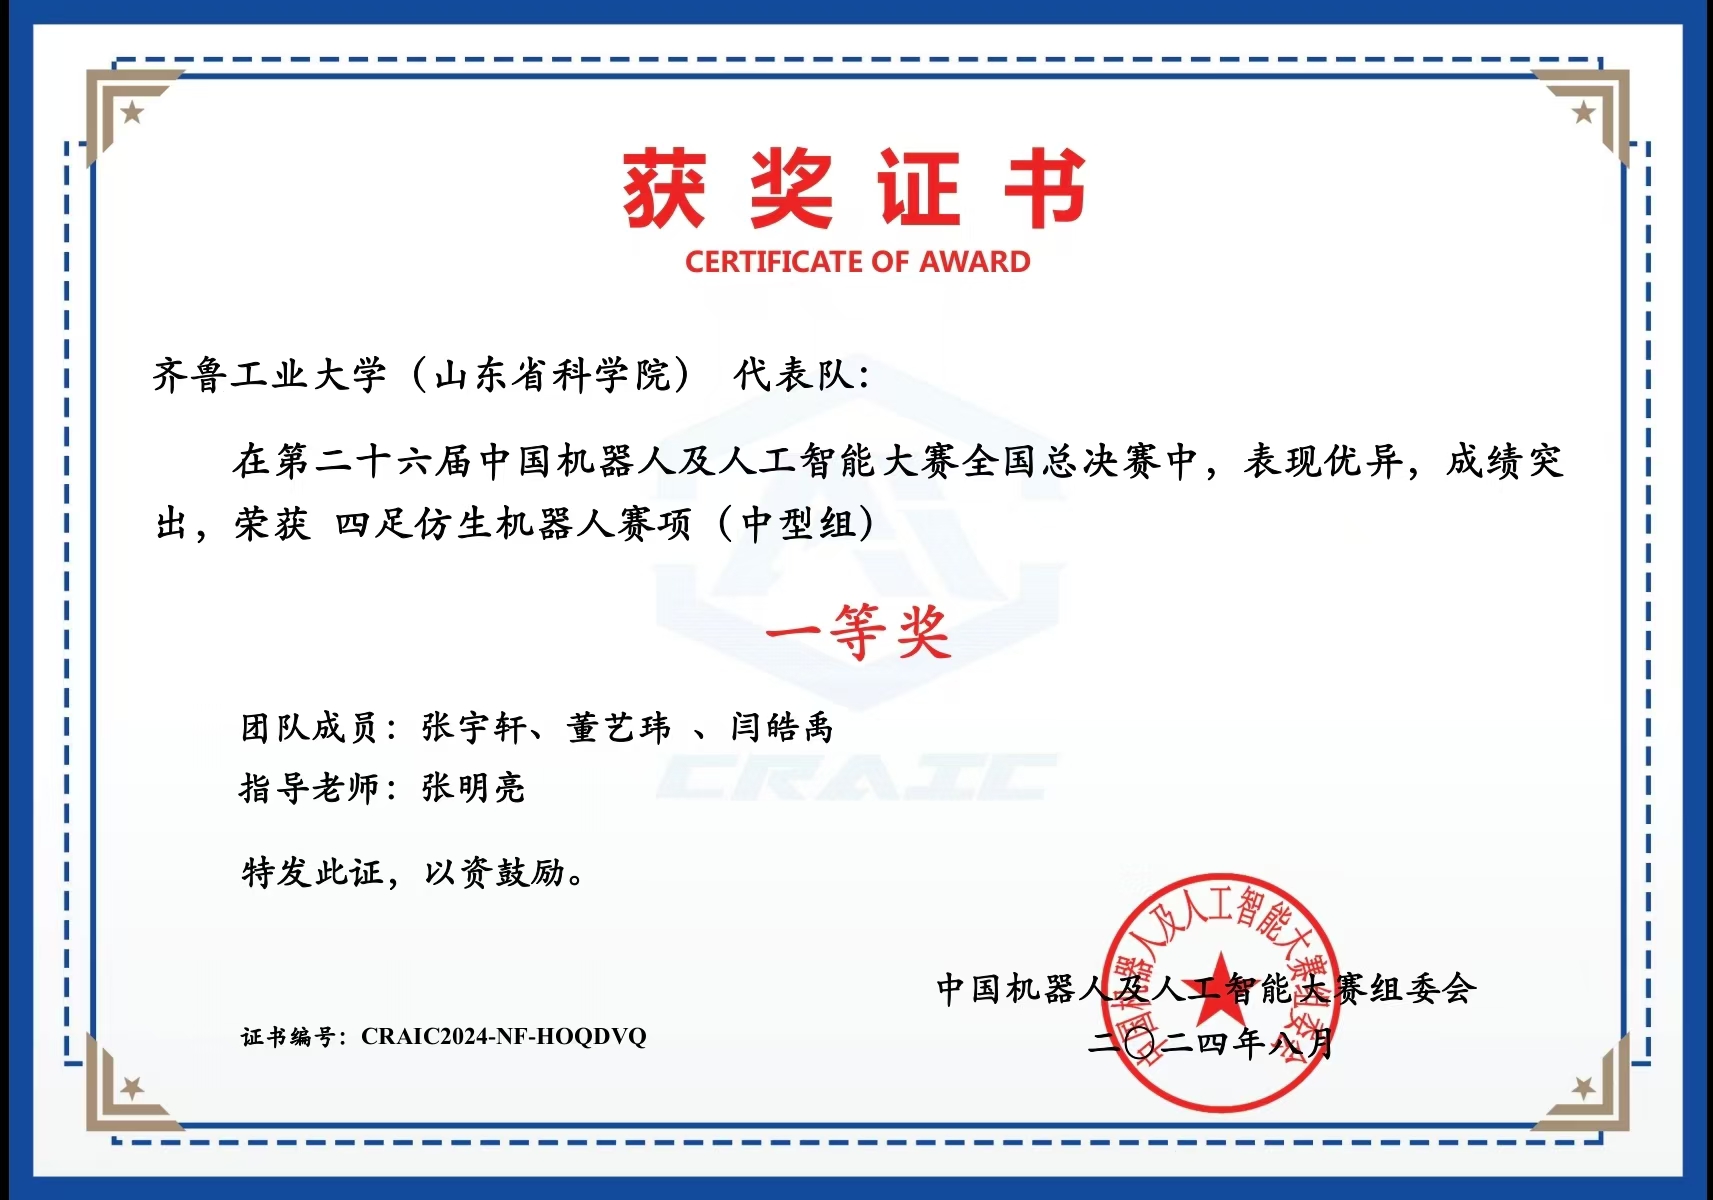 获奖证书
CERTIFICATE OF AWARD
齐鲁工业大学（山东省科学院） 代表队：
在第二十六届中国机器人及人工智能大赛全国总决赛中，表现优异，成绩突
出，荣获 四足仿生机器人赛项（中型组）
一等奖
团队成员：张宇轩、董艺玮 、闫皓禹
指导老师：张明亮
CRAIC
特发此证，以资鼓励。
中国机器人及人工智能大赛组委会
中国机器人及人工智能大赛组委会
二〇二四年八月
证书编号：CRAIC2024-NF-HOQDVQ